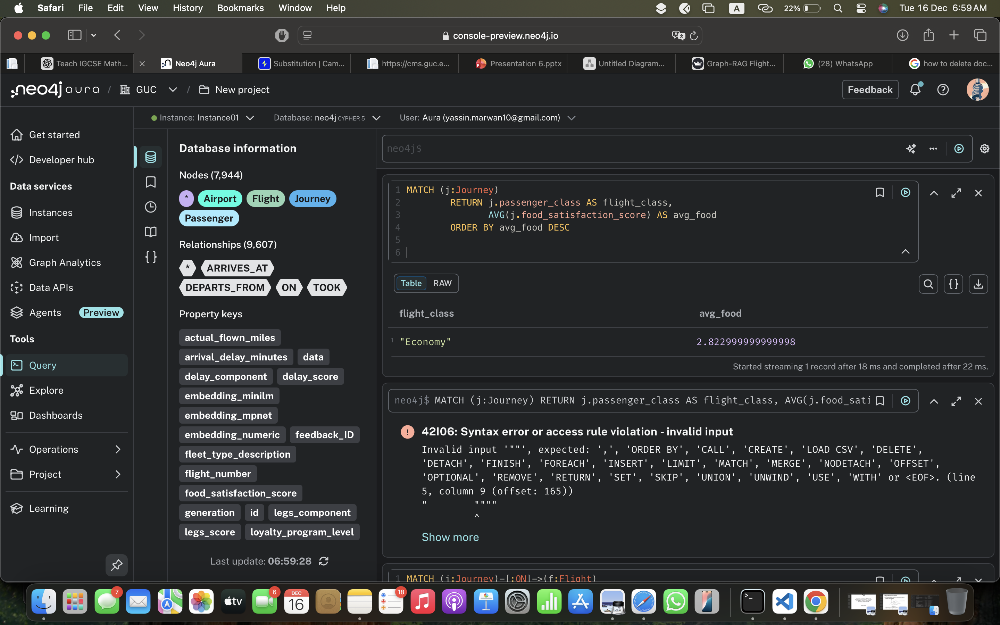 Safari File Edit View History Bookmarks Window Help A 22% Tue 16 Dec 6:59 AM
console-preview.neo4j.io
Teach IGCSE Math... Neo4j Aura Substitution | Cam... https://cms.guc.e... Presentation 6.pptx Untitled Diagram... Graph-RAG Flight... (28) WhatsApp how to delete doc...
neo4j aura / GUC / New project Feedback
Instance: Instance01 Database: neo4j CYPHER 5 User: Aura (yassin.marwan10@gmail.com)
Get started
Developer hub
Data services
Instances
Import
Graph Analytics
Data APIs
Agents Preview
Tools
Query
Explore
Dashboards
Operations
Project
Learning
Database information
Nodes (7,944)
* Airport Flight Journey
Passenger
Relationships (9,607)
* ARRIVES_AT
DEPARTS_FROM ON TOOK
Property keys
actual_flown_miles
arrival_delay_minutes data
delay_component delay_score
embedding_minilm
embedding_mpnet
embedding_numeric feedback_ID
fleet_type_description
flight_number
food_satisfaction_score
generation id legs_component
legs_score loyalty_program_level
Last update: 06:59:28
neo4j$
1 MATCH (j:Journey)
2 RETURN j.passenger_class AS flight_class,
3 AVG(j.food_satisfaction_score) AS avg_food
4 ORDER BY avg_food DESC
5
6
Table RAW
flight_class avg_food
1 "Economy" 2.822999999999998
Started streaming 1 record after 18 ms and completed after 22 ms.
neo4j$ MATCH (j:Journey) RETURN j.passenger_class AS flight_class, AVG(j.food_sati
42I06: Syntax error or access rule violation - invalid input
Invalid input '""', expected: ',', 'ORDER BY', 'CALL', 'CREATE', 'LOAD CSV', 'DELETE',
'DETACH', 'FINISH', 'FOREACH', 'INSERT', 'LIMIT', 'MATCH', 'MERGE', 'NODETACH', 'OFFSET',
'OPTIONAL', 'REMOVE', 'RETURN', 'SET', 'SKIP', 'UNION', 'UNWIND', 'USE', 'WITH' or <EOF>. (line
5, column 9 (offset: 165))
" """"
^
Show more
1 MATCH (j:Journey)-[:ON]->(f:Flight)
7 tv 6 DEC 16 18